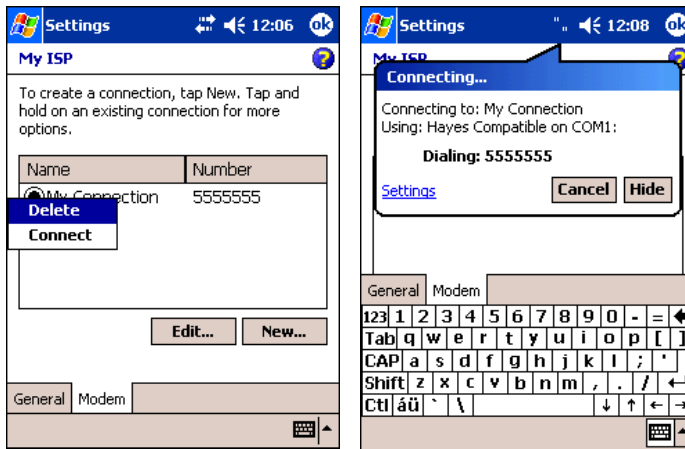 Settings 12:06 ok
My ISP
To create a connection, tap New. Tap and
hold on an existing connection for more
options.
Name Number
My Connection 5555555
Delete
Connect
Edit... New...
General Modem
Settings 12:08 ok
My ISP
Connecting...
Connecting to: My Connection
Using: Hayes Compatible on COM1:
Dialing: 5555555
Settings Cancel Hide
General Modem
123 1 2 3 4 5 6 7 8 9 0 - =
Tab q w e r t y u i o p [ ]
CAP a s d f g h j k l ; '
Shift z x c v b n m , . /
Ctl áü ` \ ↓ ↑ ← →